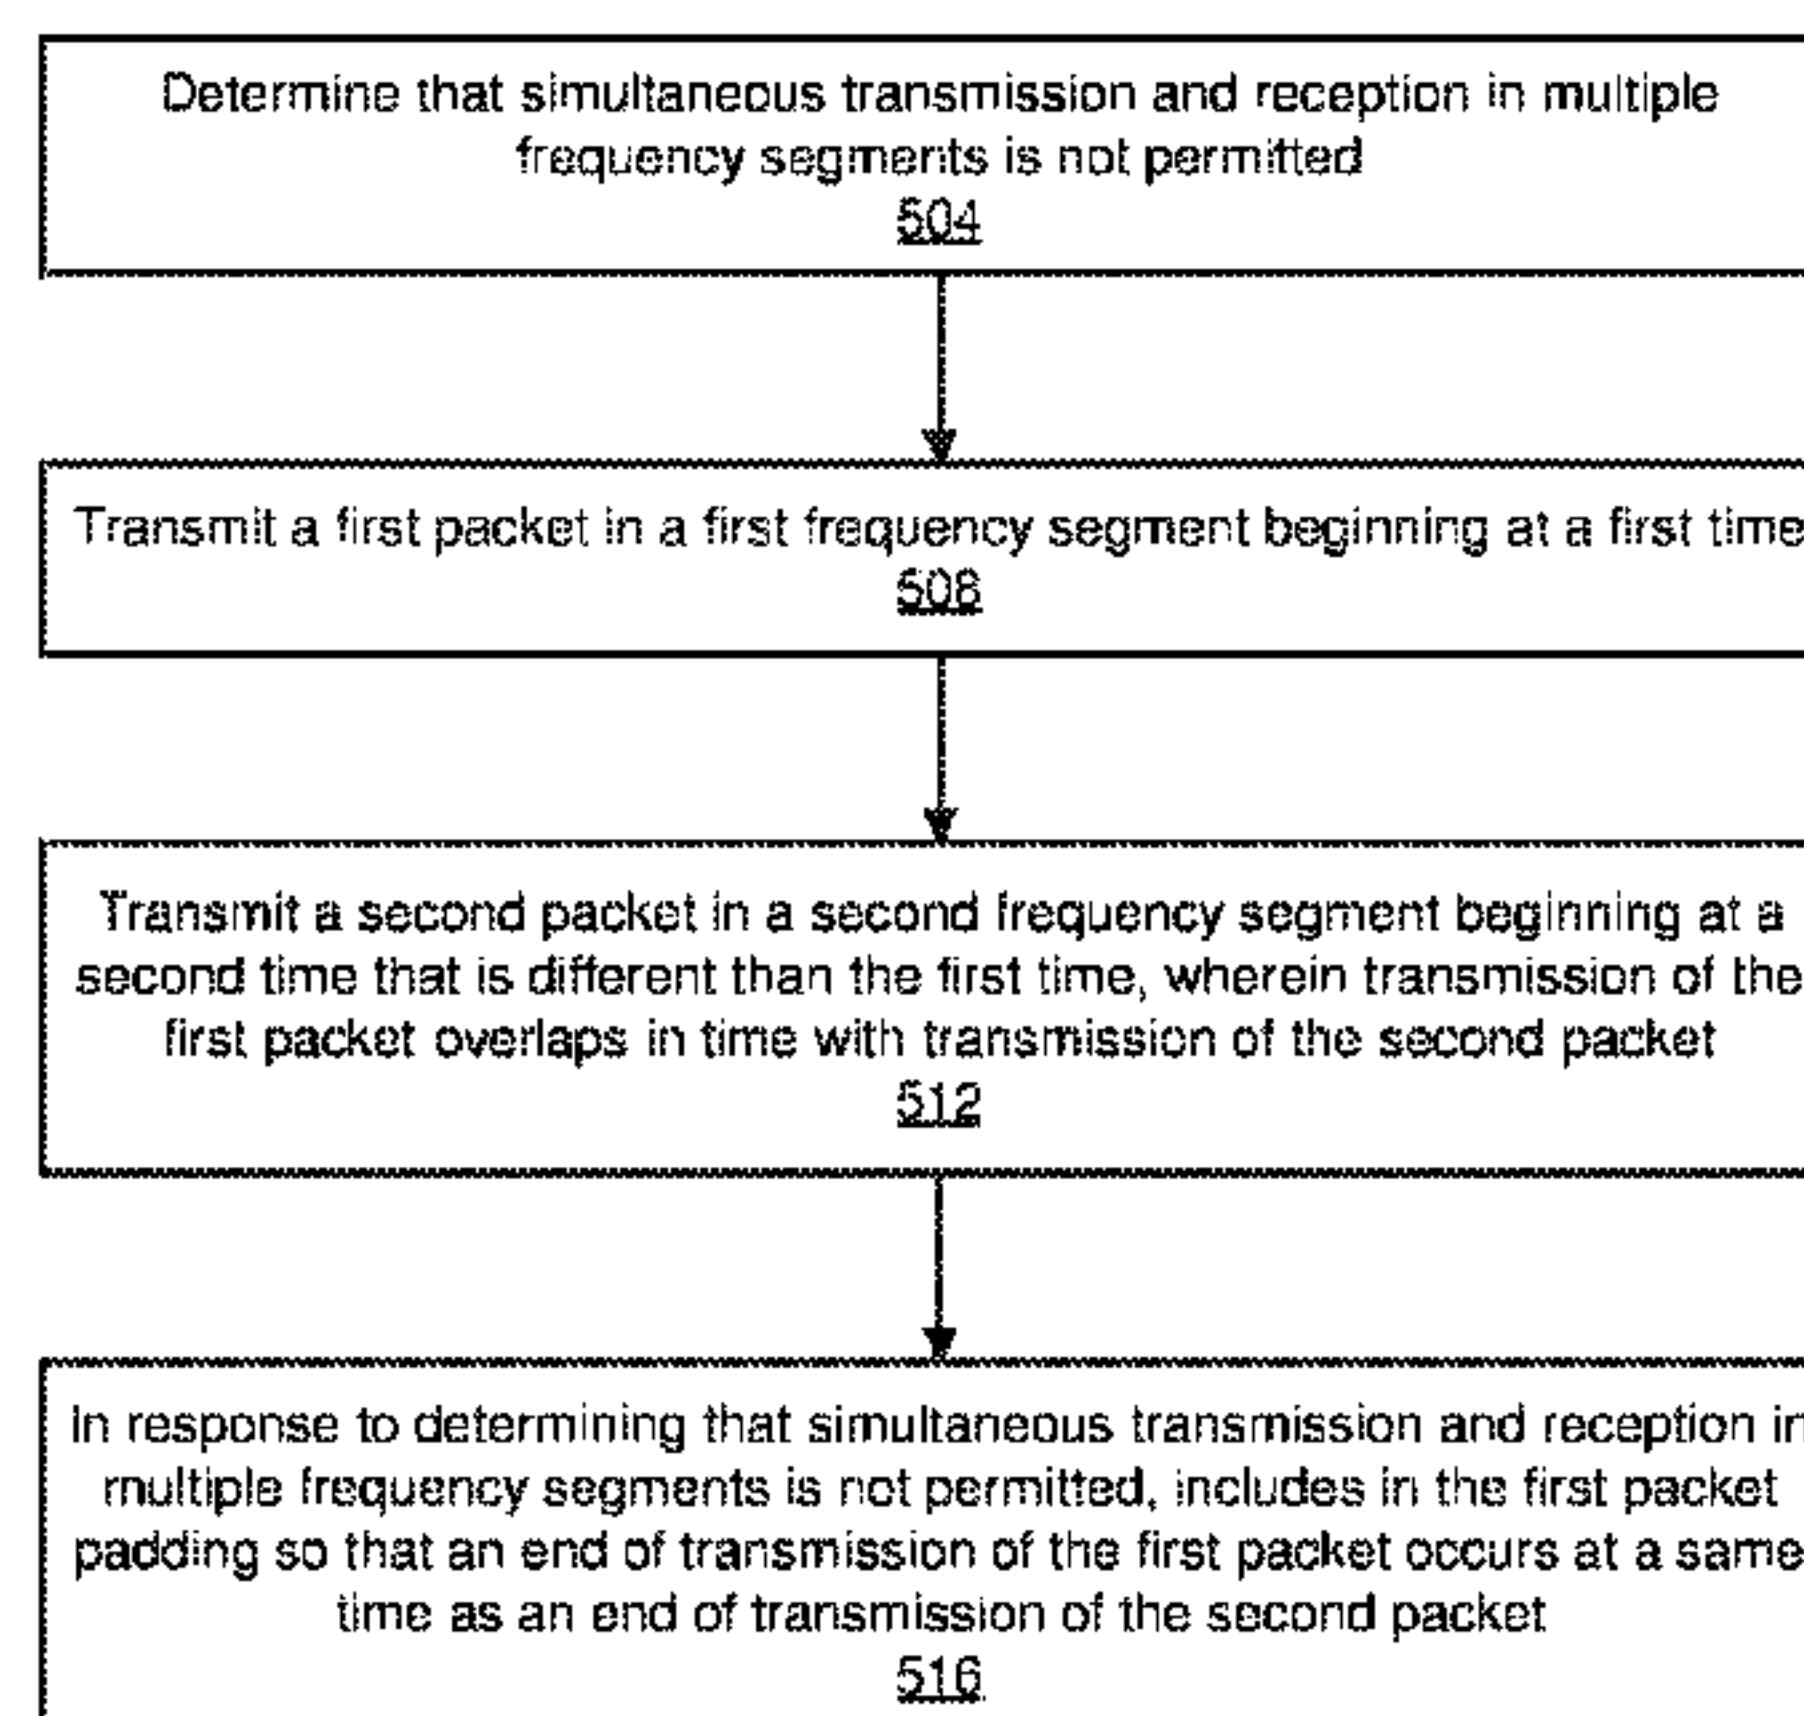 Determine that simultaneous transmission and reception in multiple
frequency segments is not permitted
504
Transmit a first packet in a first frequency segment beginning at a first time
508
Transmit a second packet in a second frequency segment beginning at a
second time that is different than the first time, wherein transmission of the
first packet overlaps in time with transmission of the second packet
512
In response to determining that simultaneous transmission and reception in
multiple frequency segments is not permitted, includes in the first packet
padding so that an end of transmission of the first packet occurs at a same
time as an end of transmission of the second packet
516